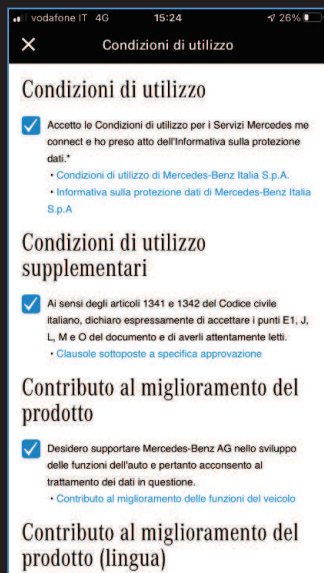 vodafone IT 4G 15:24 26%
Condizioni di utilizzo
Condizioni di utilizzo
Accetto le Condizioni di utilizzo per i Servizi Mercedes me
connect e ho preso atto dell'Informativa sulla protezione
dati.*
• Condizioni di utilizzo di Mercedes-Benz Italia S.p.A.
• Informativa sulla protezione dati di Mercedes-Benz Italia
S.p.A
Condizioni di utilizzo
supplementari
Ai sensi degli articoli 1341 e 1342 del Codice civile
italiano, dichiaro espressamente di accettare i punti E1, J,
L, M e O del documento e di averli attentamente letti.
• Clausole sottoposte a specifica approvazione
Contributo al miglioramento del
prodotto
Desidero supportare Mercedes-Benz AG nello sviluppo
delle funzioni dell'auto e pertanto acconsento al
trattamento dei dati in questione.
• Contributo al miglioramento delle funzioni del veicolo
Contributo al miglioramento del
prodotto (lingua)